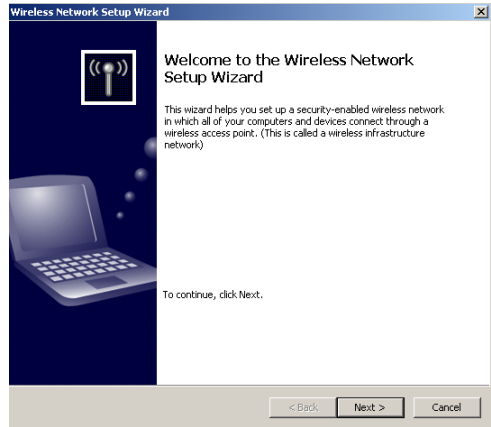 Wireless Network Setup Wizard
Welcome to the Wireless Network
Setup Wizard
This wizard helps you set up a security-enabled wireless network
in which all of your computers and devices connect through a
wireless access point. (This is called a wireless infrastructure
network)
To continue, click Next.
< Back Next > Cancel